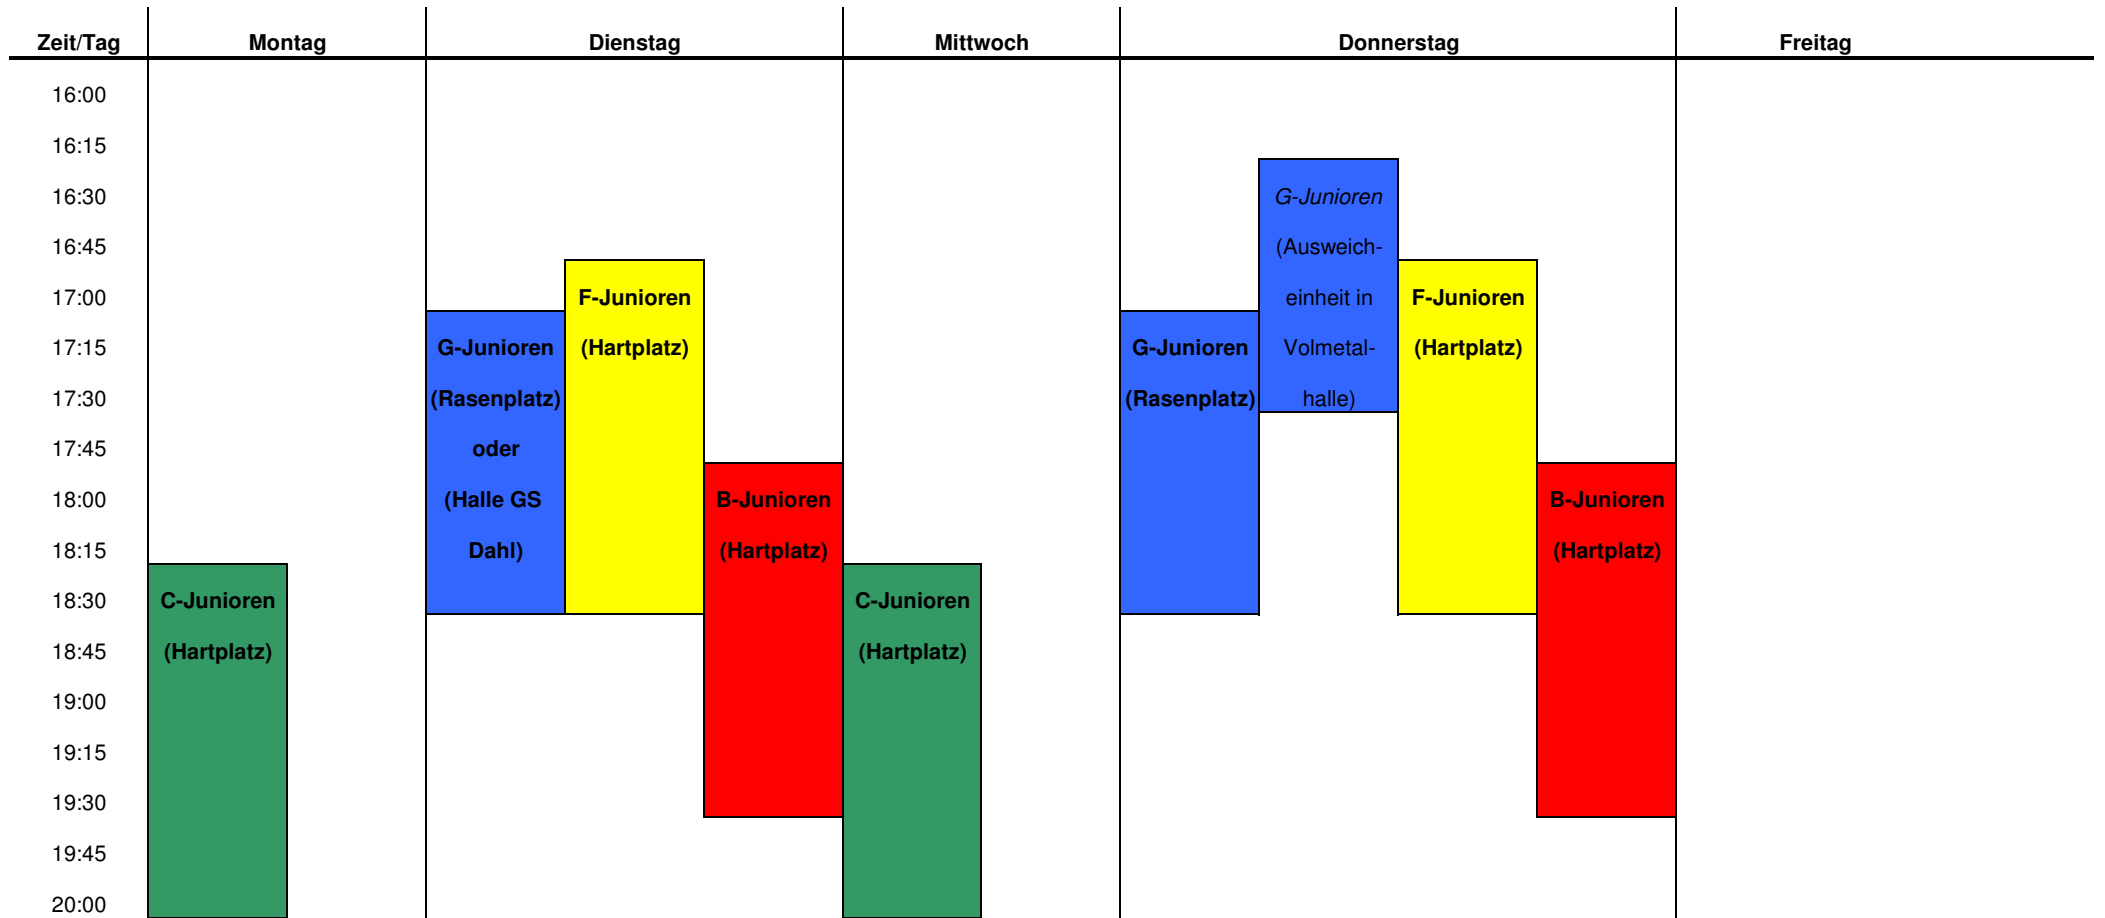 Zeit/Tag Montag Dienstag Mittwoch Donnerstag Freitag
16:00
16:15
16:30 G-Junioren
16:45 (Ausweich-
17:00 F-Junioren einheit in F-Junioren
17:15 G-Junioren (Hartplatz) G-Junioren Volmetal- (Hartplatz)
17:30 (Rasenplatz) (Rasenplatz) halle)
17:45 oder
18:00 (Halle GS B-Junioren B-Junioren
18:15 Dahl) (Hartplatz) (Hartplatz)
18:30 C-Junioren C-Junioren
18:45 (Hartplatz) (Hartplatz)
19:00
19:15
19:30
19:45
20:00